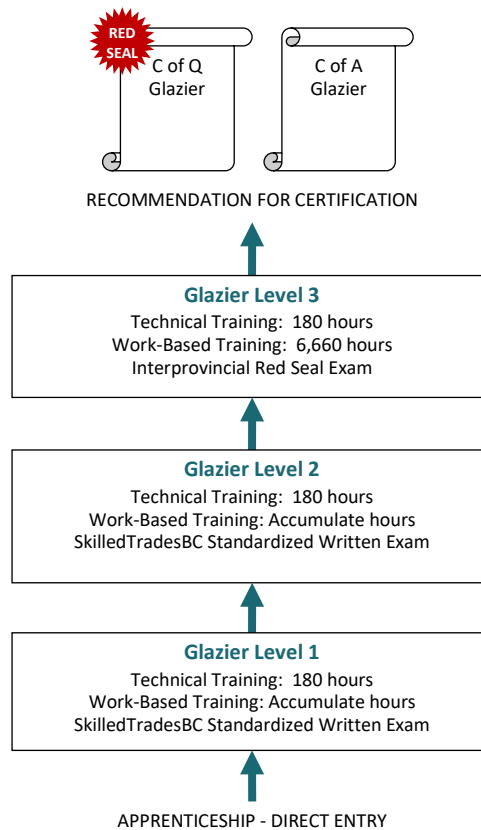 RED
SEAL
C of Q
Glazier
C of A
Glazier
RECOMMENDATION FOR CERTIFICATION
Glazier Level 3
Technical Training: 180 hours
Work-Based Training: 6,660 hours
Interprovincial Red Seal Exam
Glazier Level 2
Technical Training: 180 hours
Work-Based Training: Accumulate hours
SkilledTradesBC Standardized Written Exam
Glazier Level 1
Technical Training: 180 hours
Work-Based Training: Accumulate hours
SkilledTradesBC Standardized Written Exam
APPRENTICESHIP - DIRECT ENTRY